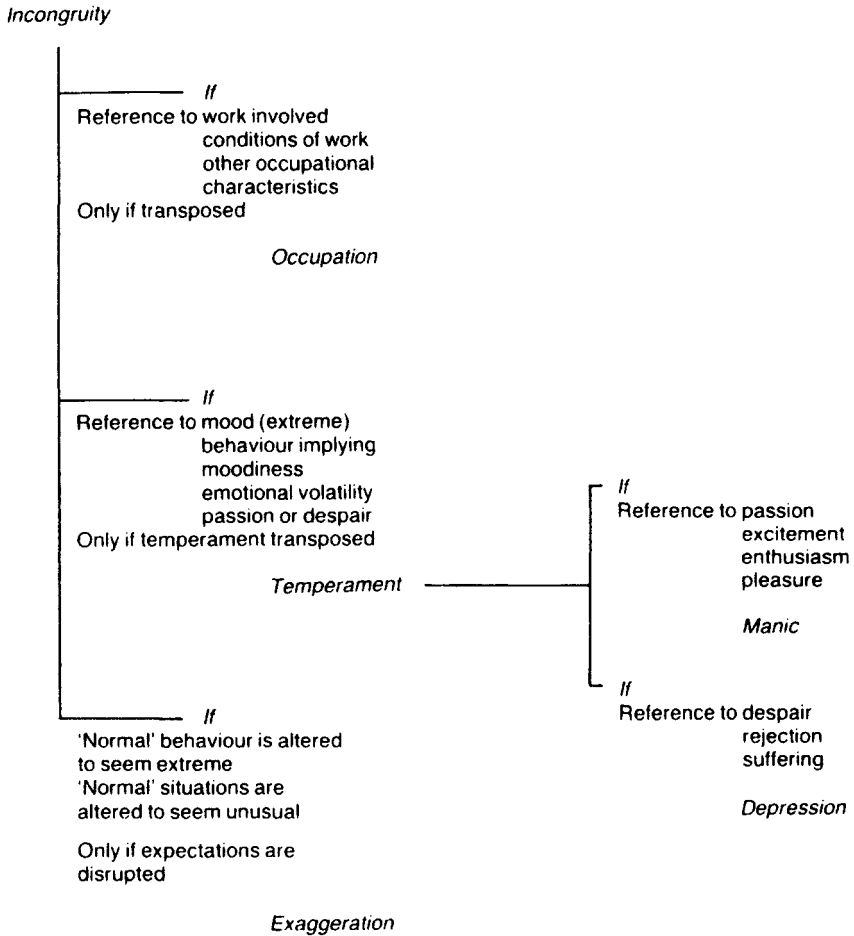 Incongruity
If
Reference to work involved
conditions of work
other occupational
characteristics
Only if transposed
Occupation
If
Reference to mood (extreme)
behaviour implying
moodiness
emotional volatility
passion or despair
Only if temperament transposed
Temperament
If
Reference to passion
excitement
enthusiasm
pleasure
Manic
If
Reference to despair
rejection
suffering
Depression
If
'Normal' behaviour is altered
to seem extreme
'Normal' situations are
altered to seem unusual
Only if expectations are
disrupted
Exaggeration